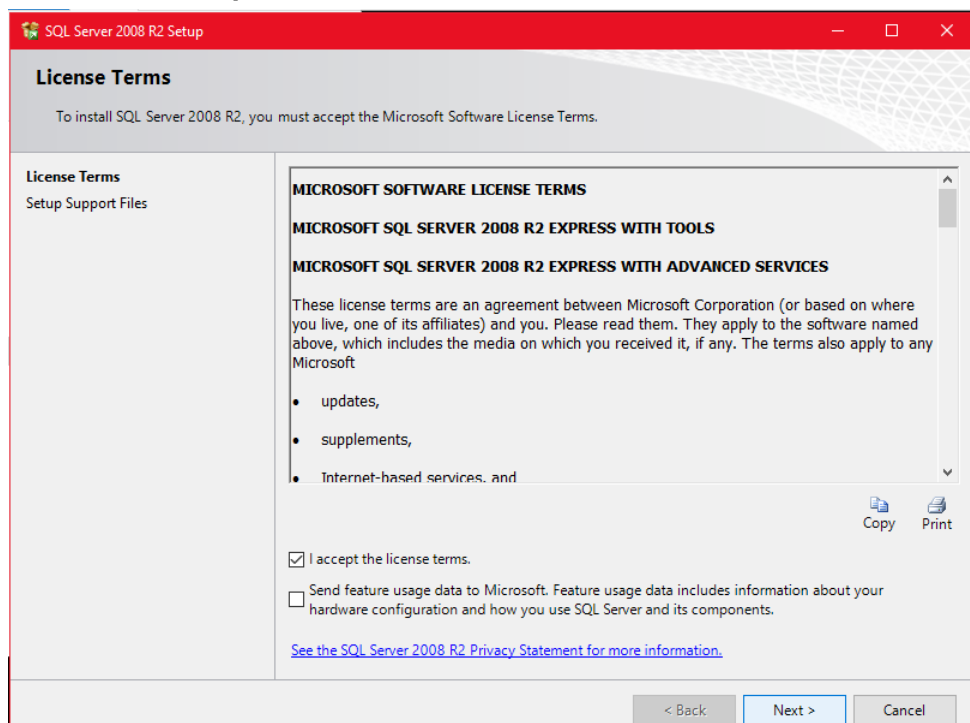 SQL Server 2008 R2 Setup
License Terms
To install SQL Server 2008 R2, you must accept the Microsoft Software License Terms.
License Terms
Setup Support Files
MICROSOFT SOFTWARE LICENSE TERMS
MICROSOFT SQL SERVER 2008 R2 EXPRESS WITH TOOLS
MICROSOFT SQL SERVER 2008 R2 EXPRESS WITH ADVANCED SERVICES
These license terms are an agreement between Microsoft Corporation (or based on where
you live, one of its affiliates) and you. Please read them. They apply to the software named
above, which includes the media on which you received it, if any. The terms also apply to any
Microsoft
• updates,
• supplements,
• Internet-based services, and
Copy Print
I accept the license terms.
Send feature usage data to Microsoft. Feature usage data includes information about your
hardware configuration and how you use SQL Server and its components.
See the SQL Server 2008 R2 Privacy Statement for more information.
< Back Next > Cancel